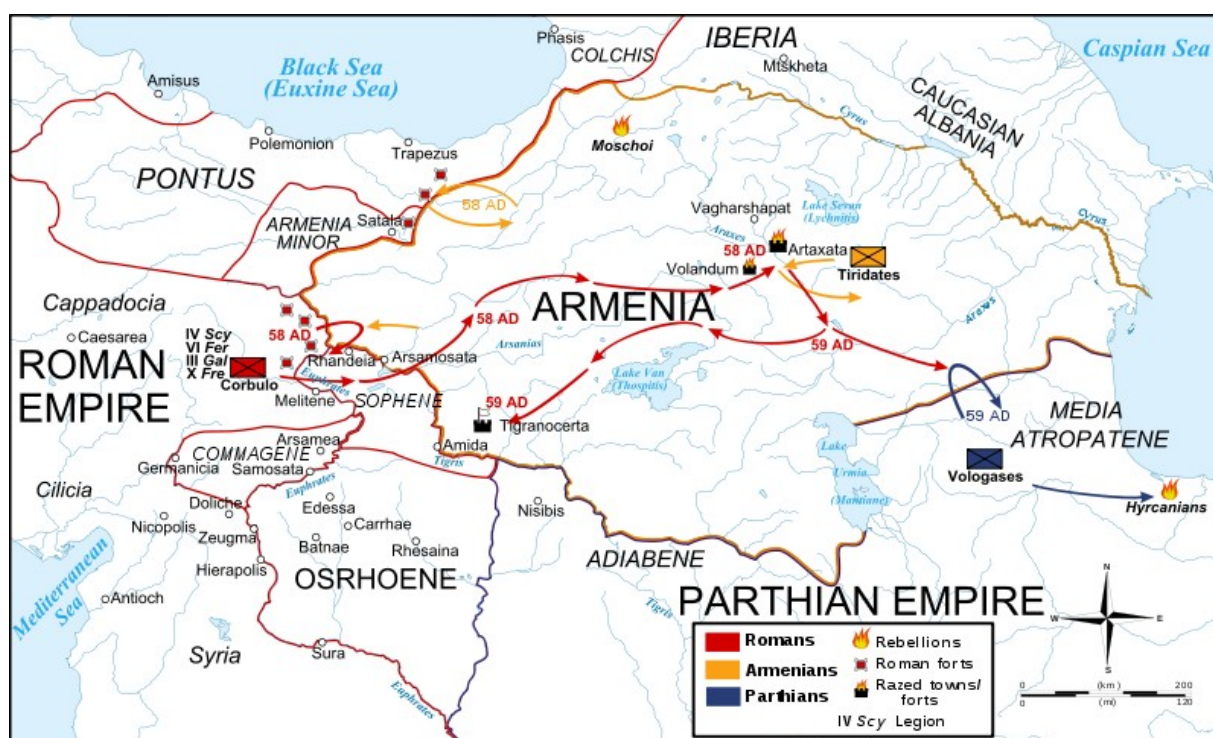 Phasis
COLCHIS
IBERIA
Mtskheta
Caspian Sea
Black Sea
(Euxine Sea)
Amisus
Polemonion
Trapezus
PONTUS
Moschoi
Cyrus
CAUCASIAN
ALBANIA
58 AD
ARMENIA
MINOR
Satala
Vagharshapat
Lake Sevan
(Lychnitis)
Cyrus
Araxes
58 AD
Artaxata
Volandum
Tiridates
Araxes
Cappadocia
Caesarea
ROMAN
EMPIRE
IV Scy
VI Fer
III Gal
X Fre
Corbulo
58 AD
Rhandeia
Arsamosata
Euphrates
Melitene
SOPHENE
58 AD
ARMENIA
Arsanias
59 AD
Lake Van
(Thospitis)
59 AD
Tigranocerta
Amida
Tigris
59 AD
MEDIA
ATROPATENE
Vologases
Hyrcanians
Lake
Urmia
(Mamiane)
Arsamea
COMMAGENE
Germanicia
Samosata
Euphrates
Cilicia
Doliche
Nicopolis
Zeugma
Hierapolis
Edessa
Carrhae
Batnae
Rhesaina
Nisibis
OSRHOENE
ADIABENE
Mediterranean
Sea
Antioch
Syria
Sura
Euphrates
Tigris
PARTHIAN EMPIRE
Romans
Armenians
Parthians
Rebellions
Roman forts
Razed towns/
forts
IV Scy Legion
N
W
E
S
0 (km) 200
0 (mi) 120